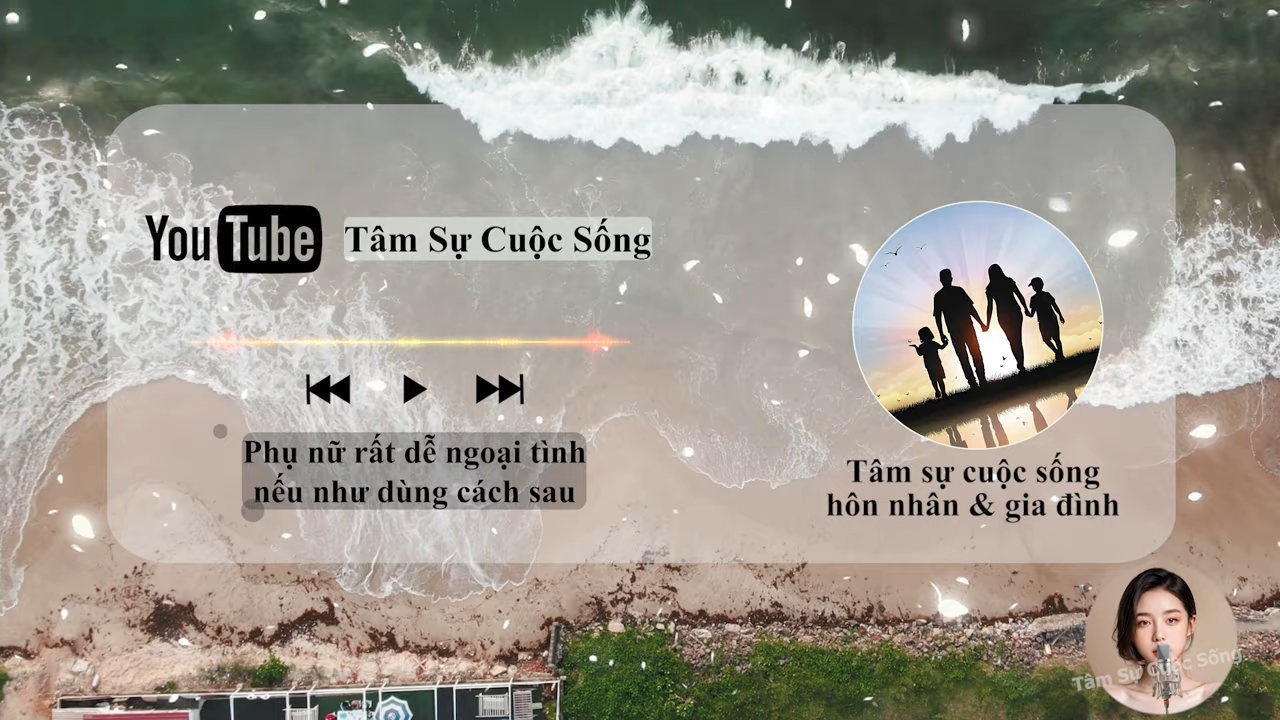 YouTube Tâm Sự Cuộc Sống
Phụ nữ rất dễ ngoại tình
nếu như dùng cách sau
Tâm sự cuộc sống
hôn nhân & gia đình
Tâm Sự Cuộc Sống